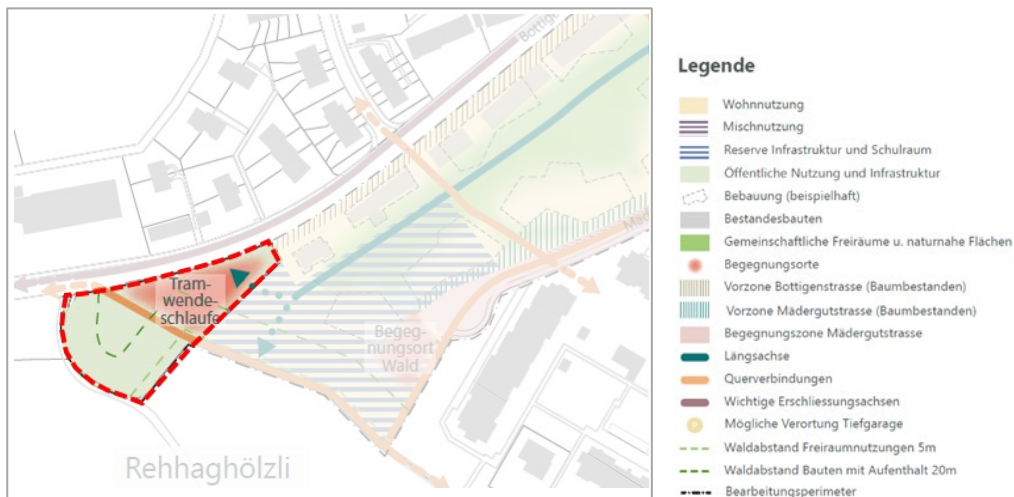 Bottig
Mäd
Tram-
wende-
schlaufe
Begeg-
nungsort
Wald
Rehhaghölzli
Legende
Wohnnutzung
Mischnutzung
Reserve Infrastruktur und Schulraum
Öffentliche Nutzung und Infrastruktur
Bebauung (beispielhaft)
Bestandesbauten
Gemeinschaftliche Freiräume u. naturnahe Flächen
Begegnungsorte
Vorzone Bottigenstrasse (Baumbestanden)
Vorzone Mädergutstrasse (Baumbestanden)
Begegnungszone Mädergutstrasse
Längsachse
Querverbindungen
Wichtige Erschliessungsachsen
P
Mögliche Verortung Tiefgarage
Waldabstand Freiraumnutzungen 5m
Waldabstand Bauten mit Aufenthalt 20m
Bearbeitungsperimeter